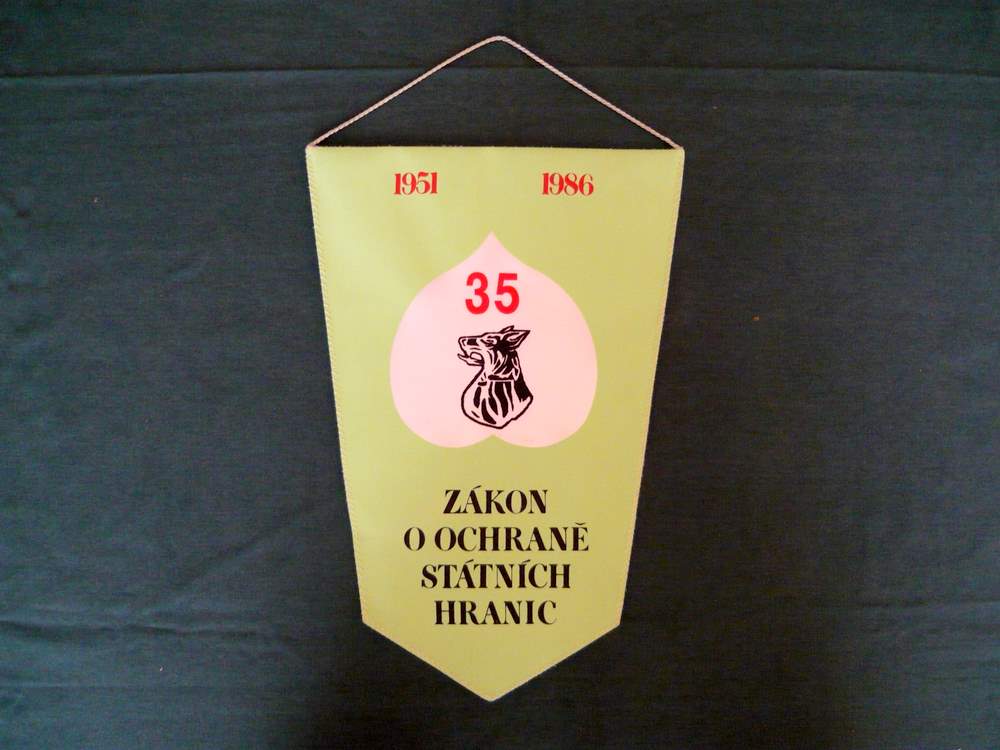 1951 1986
35
ZÁKON
O OCHRANĚ
STÁTNÍCH
HRANIC